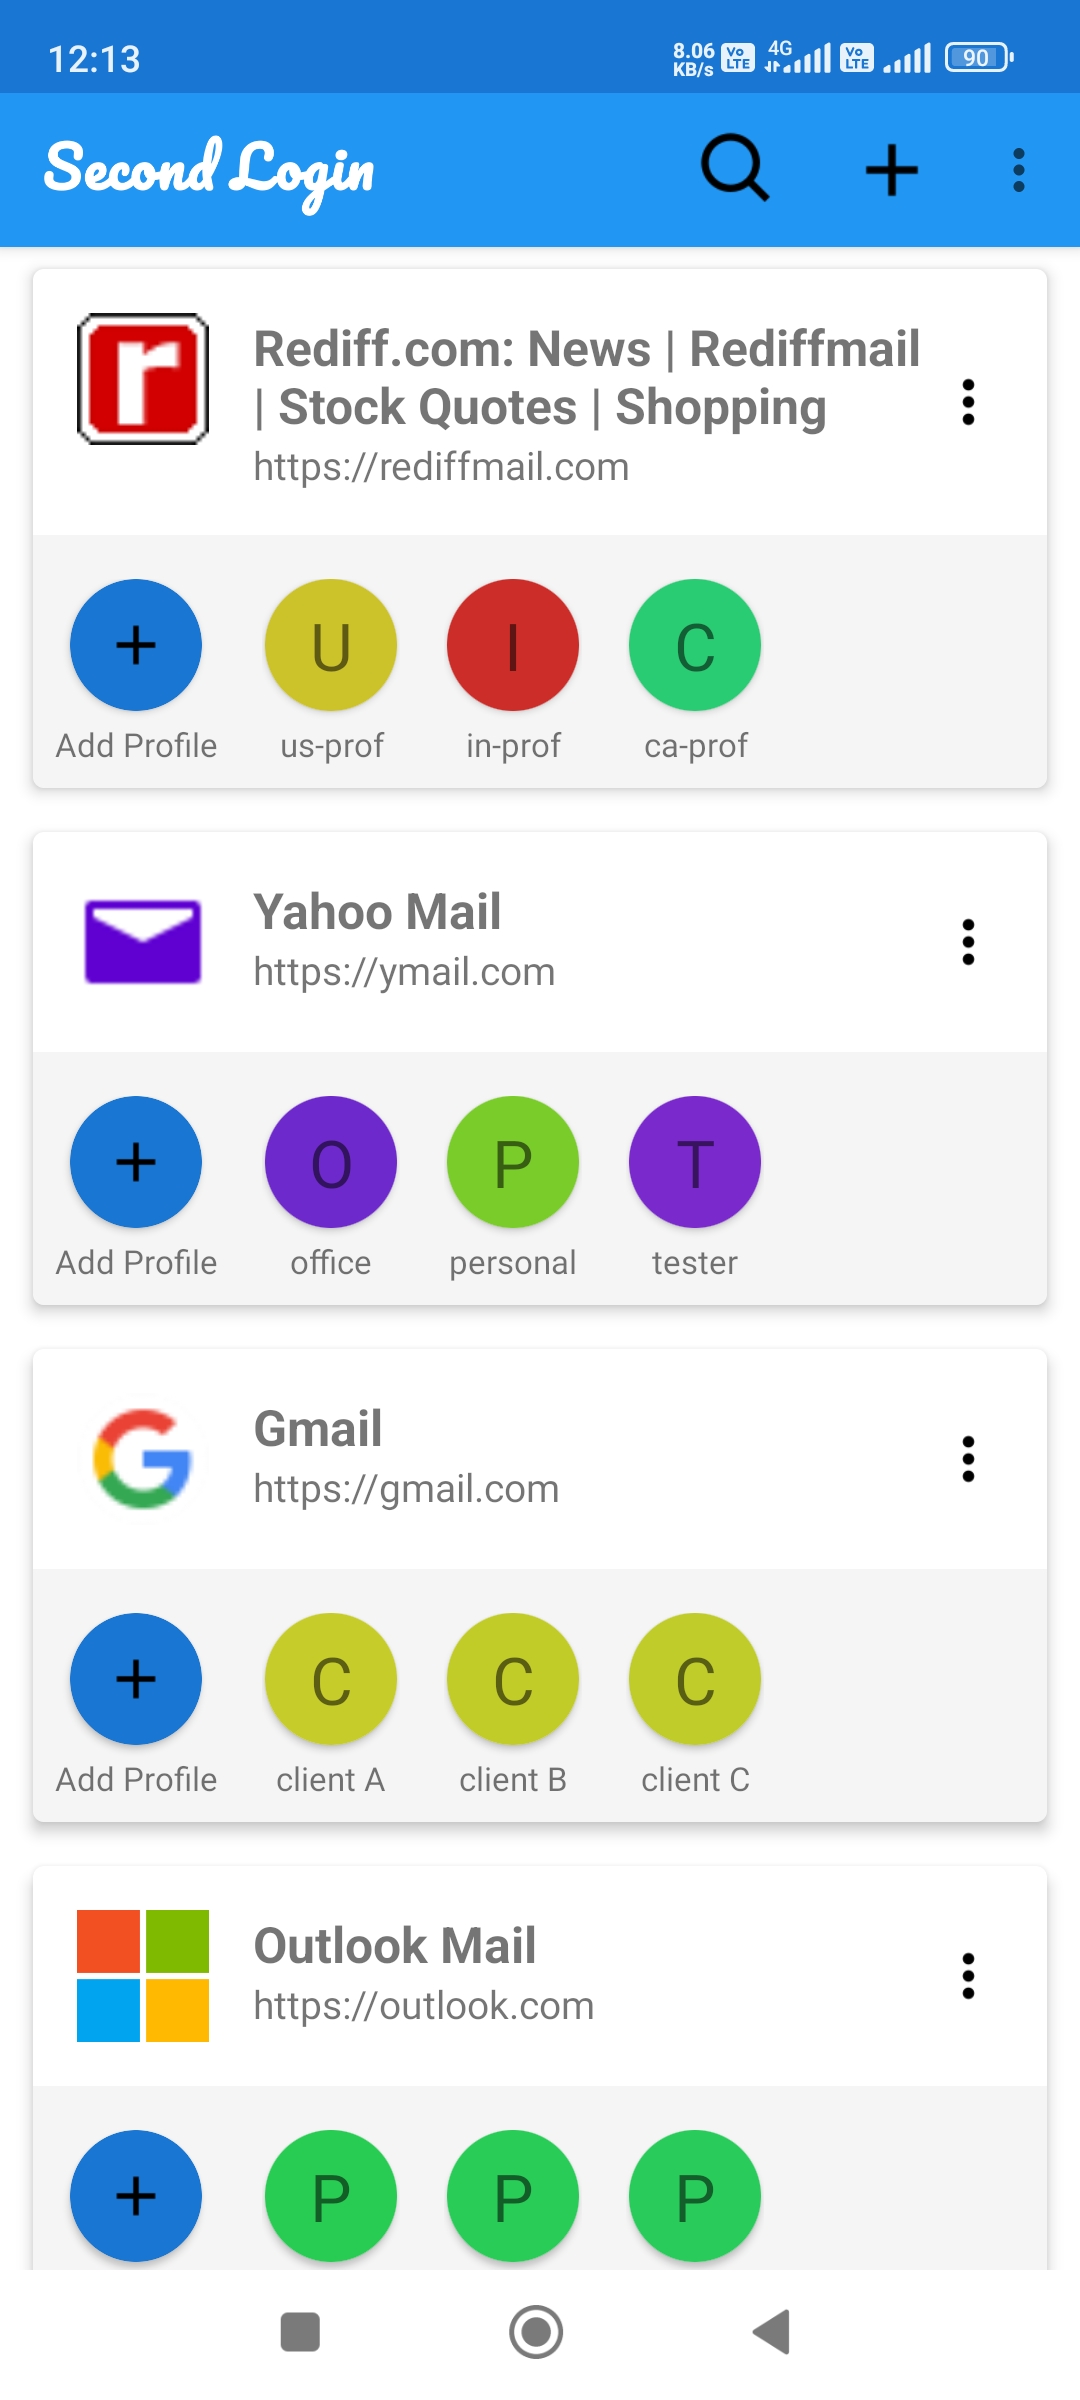 12:13
8.06 KB/s Vo LTE 4G Vo LTE 90
Second Login
r
Rediff.com: News | Rediffmail
| Stock Quotes | Shopping
https://rediffmail.com
+ U I C
Add Profile us-prof in-prof ca-prof
Yahoo Mail
https://ymail.com
+ O P T
Add Profile office personal tester
G
Gmail
https://gmail.com
+ C C C
Add Profile client A client B client C
Outlook Mail
https://outlook.com
+ P P P